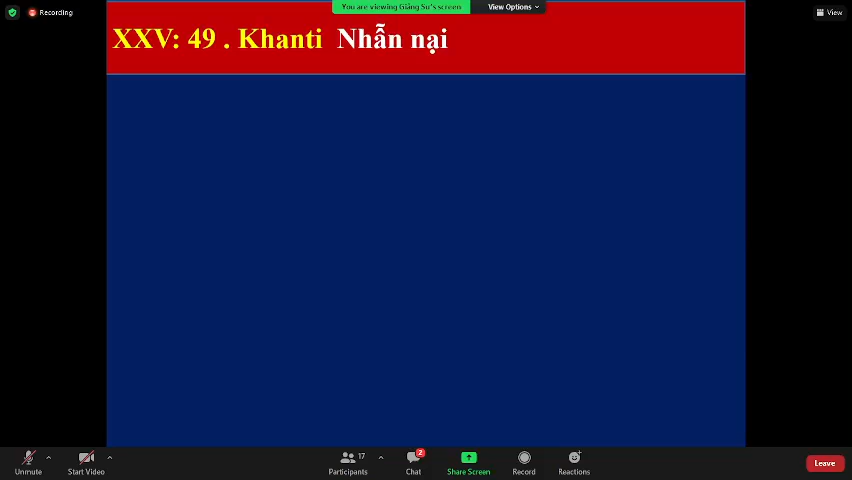 You are viewing Giảng Sư's screen
View Options
Recording
View
XXV: 49 . Khanti Nhẫn nại
Unmute
Start Video
17
Participants
2
Chat
Share Screen
Record
Reactions
Leave